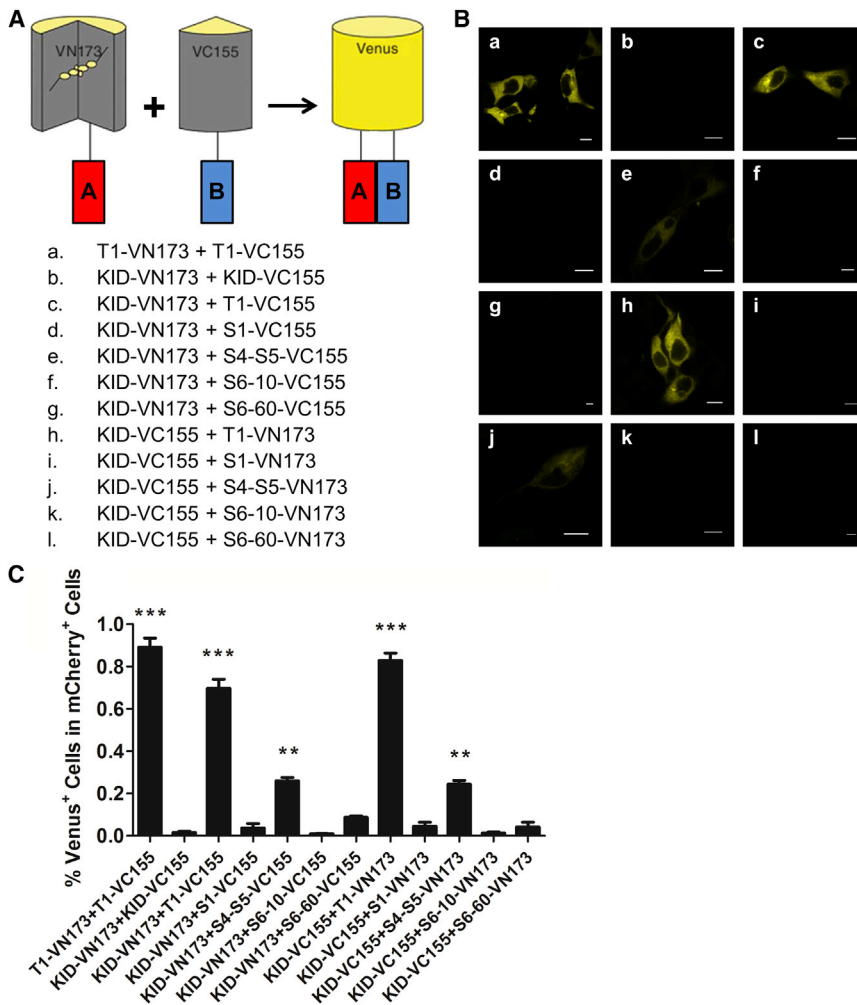 A
VN173
VC155
Venus
+
A
B
A B
a. T1-VN173 + T1-VC155
b. KID-VN173 + KID-VC155
c. KID-VN173 + T1-VC155
d. KID-VN173 + S1-VC155
e. KID-VN173 + S4-S5-VC155
f. KID-VN173 + S6-10-VC155
g. KID-VN173 + S6-60-VC155
h. KID-VC155 + T1-VN173
i. KID-VC155 + S1-VN173
j. KID-VC155 + S4-S5-VN173
k. KID-VC155 + S6-10-VN173
l. KID-VC155 + S6-60-VN173
B
a b c
d e f
g h i
j k l
C
% Venus+ Cells in mCherry+ Cells
1.0
0.8
0.6
0.4
0.2
0.0
***
***
**
***
**
T1-VN173+T1-VC155
KID-VN173+KID-VC155
KID-VN173+T1-VC155
KID-VN173+S1-VC155
KID-VN173+S4-S5-VC155
KID-VN173+S6-10-VC155
KID-VN173+S6-60-VC155
KID-VC155+T1-VN173
KID-VC155+S1-VN173
KID-VC155+S4-S5-VN173
KID-VC155+S6-10-VN173
KID-VC155+S6-60-VN173